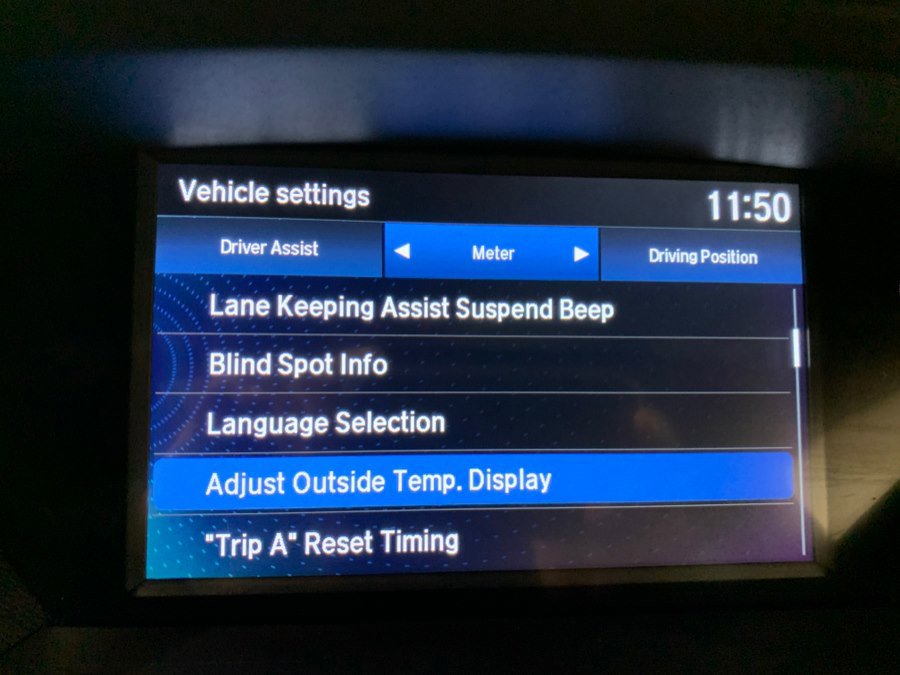 Vehicle settings
11:50
Driver Assist
Meter
Driving Position
Lane Keeping Assist Suspend Beep
Blind Spot Info
Language Selection
Adjust Outside Temp. Display
"Trip A" Reset Timing